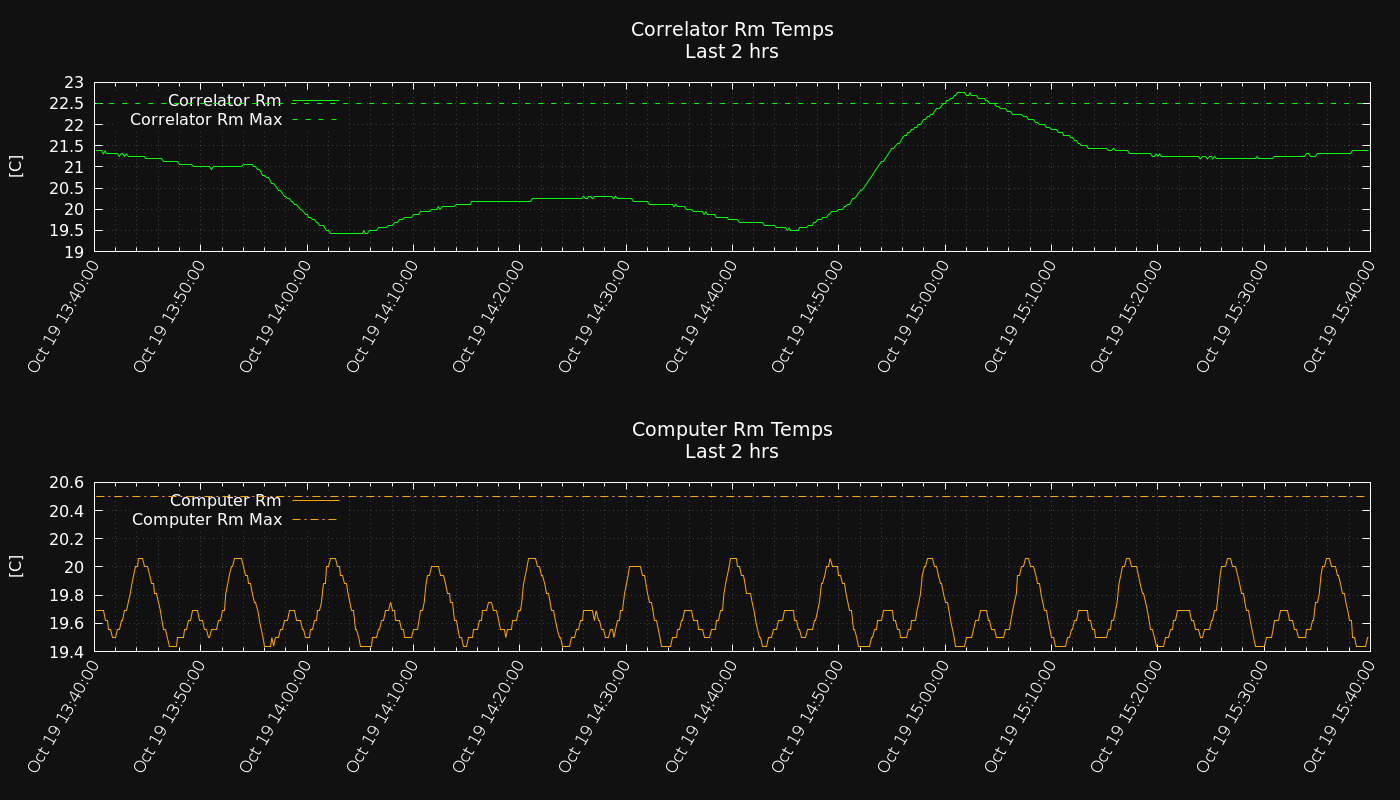 Correlator Rm Temps
Last 2 hrs
23
22.5
22
21.5
21
20.5
20
19.5
19
[C]
Correlator Rm
Correlator Rm Max
Oct 19 13:40:00
Oct 19 13:50:00
Oct 19 14:00:00
Oct 19 14:10:00
Oct 19 14:20:00
Oct 19 14:30:00
Oct 19 14:40:00
Oct 19 14:50:00
Oct 19 15:00:00
Oct 19 15:10:00
Oct 19 15:20:00
Oct 19 15:30:00
Oct 19 15:40:00
Computer Rm Temps
Last 2 hrs
20.6
20.4
20.2
20
19.8
19.6
19.4
[C]
Computer Rm
Computer Rm Max
Oct 19 13:40:00
Oct 19 13:50:00
Oct 19 14:00:00
Oct 19 14:10:00
Oct 19 14:20:00
Oct 19 14:30:00
Oct 19 14:40:00
Oct 19 14:50:00
Oct 19 15:00:00
Oct 19 15:10:00
Oct 19 15:20:00
Oct 19 15:30:00
Oct 19 15:40:00